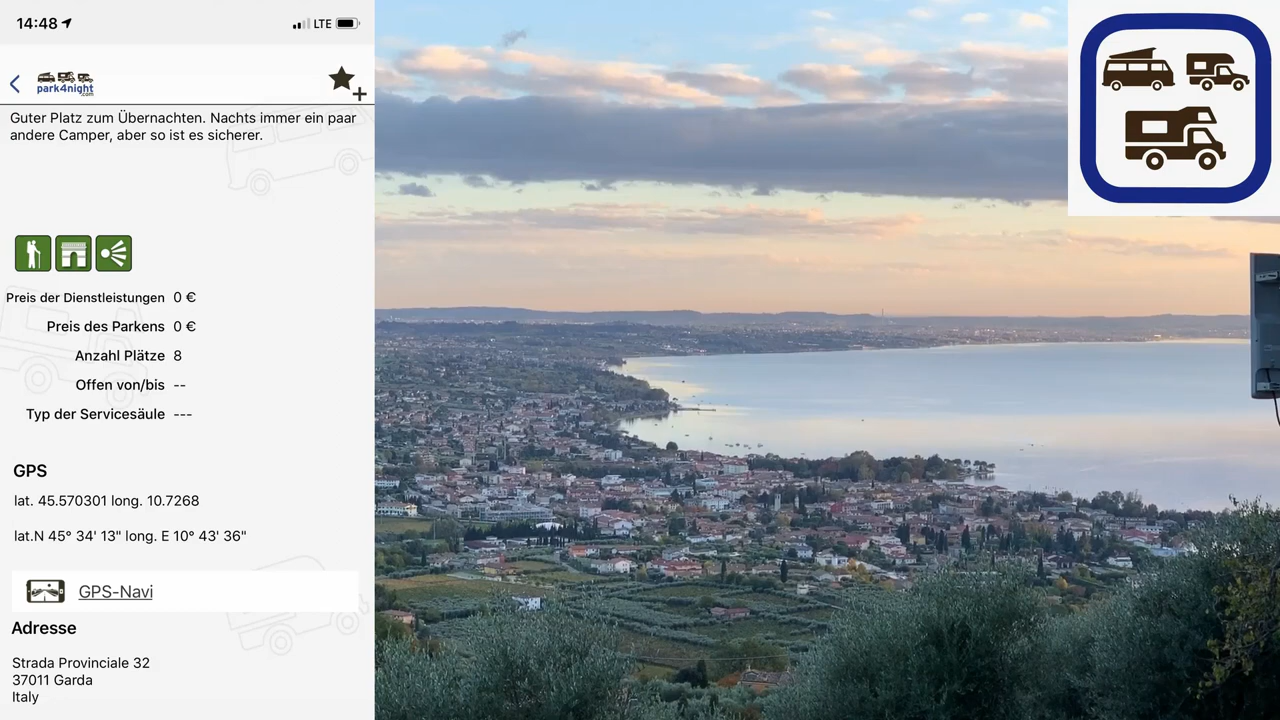 14:48
LTE
park4night
.com
Guter Platz zum Übernachten. Nachts immer ein paar
andere Camper, aber so ist es sicherer.
Preis der Dienstleistungen 0 €
Preis des Parkens 0 €
Anzahl Plätze 8
Offen von/bis --
Typ der Servicesäule ---
GPS
lat. 45.570301 long. 10.7268
lat.N 45° 34' 13" long. E 10° 43' 36"
GPS-Navi
Adresse
Strada Provinciale 32
37011 Garda
Italy